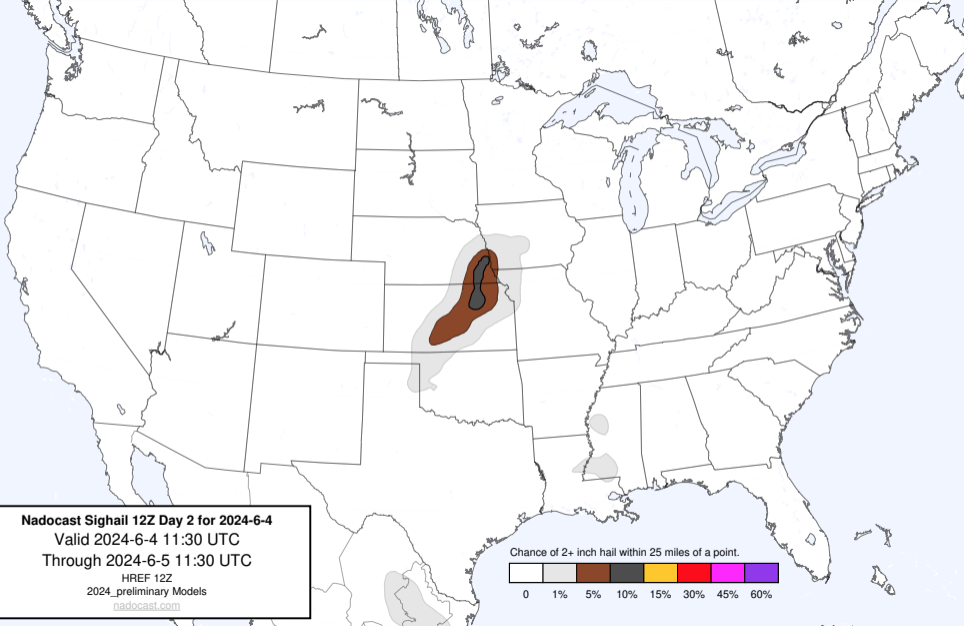 Nadocast Sighail 12Z Day 2 for 2024-6-4
Valid 2024-6-4 11:30 UTC
Through 2024-6-5 11:30 UTC
HREF 12Z
2024_preliminary Models
nadocast.com
Chance of 2+ inch hail within 25 miles of a point.
0 1% 5% 10% 15% 30% 45% 60%